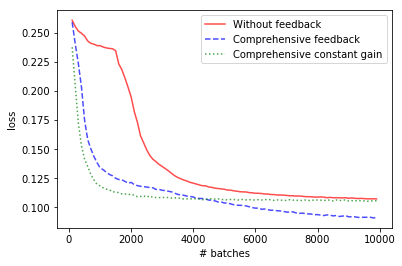 Without feedback
Comprehensive feedback
Comprehensive constant gain
0.250
0.225
0.200
0.175
0.150
0.125
0.100
loss
0 2000 4000 6000 8000 10000
# batches